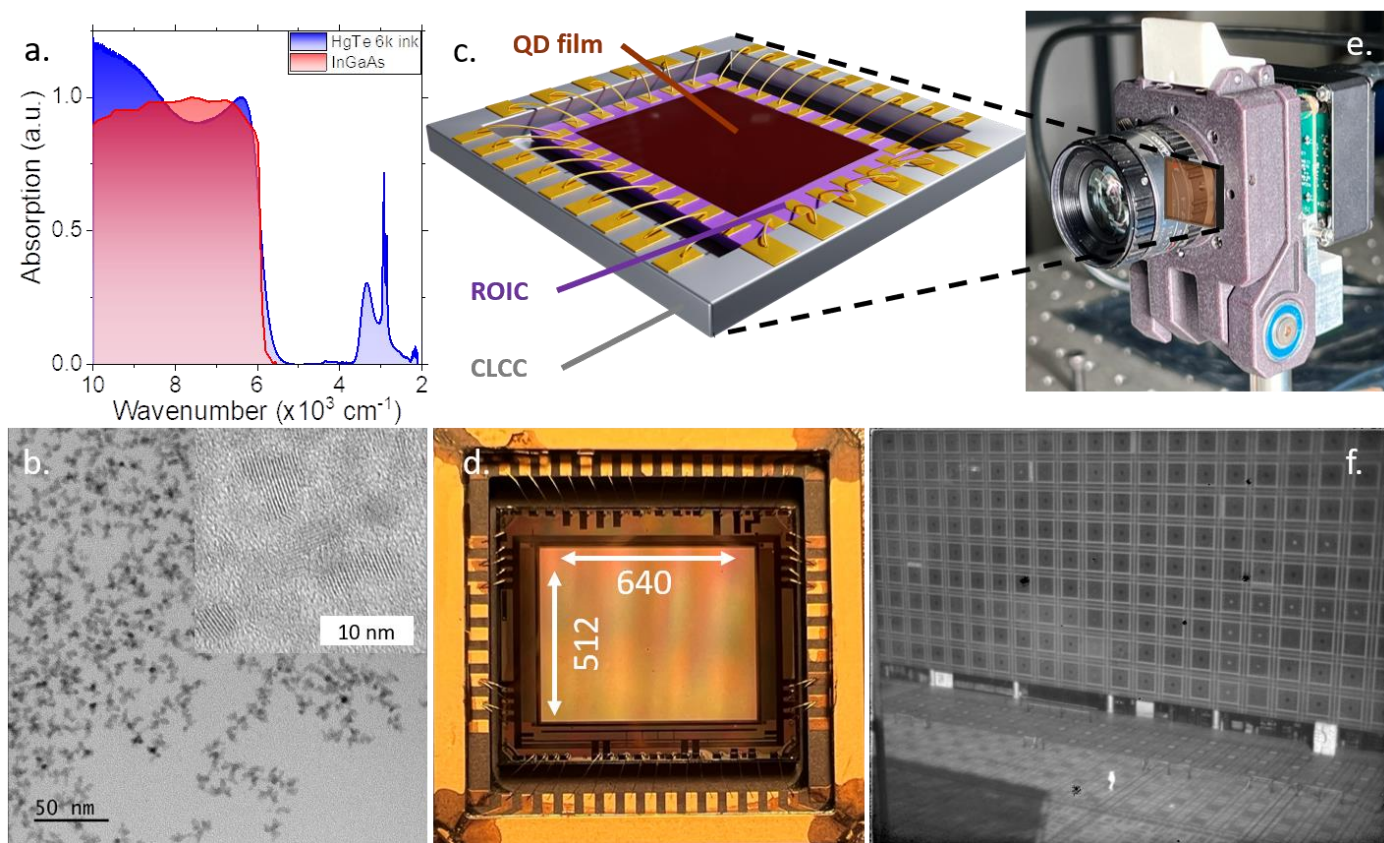 a.
HgTe 6k ink
InGaAs
1.0
0.5
0.0
Absorption (a.u.)
10
8
6
4
2
Wavenumber (x10³ cm⁻¹)
c.
QD film
ROIC
CLCC
e.
b.
10 nm
50 nm
d.
640
512
f.